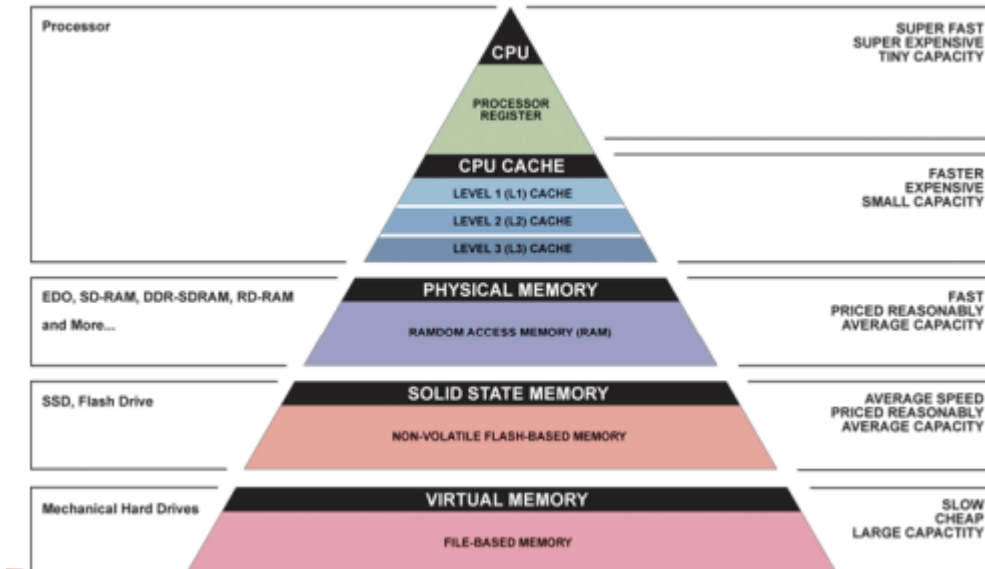 Processor
CPU
SUPER FAST
SUPER EXPENSIVE
TINY CAPACITY
PROCESSOR
REGISTER
CPU CACHE
LEVEL 1 (L1) CACHE
LEVEL 2 (L2) CACHE
LEVEL 3 (L3) CACHE
FASTER
EXPENSIVE
SMALL CAPACITY
EDO, SD-RAM, DDR-SDRAM, RD-RAM
and More...
PHYSICAL MEMORY
RAMDOM ACCESS MEMORY (RAM)
FAST
PRICED REASONABLY
AVERAGE CAPACITY
SSD, Flash Drive
SOLID STATE MEMORY
NON-VOLATILE FLASH-BASED MEMORY
AVERAGE SPEED
PRICED REASONABLY
AVERAGE CAPACITY
Mechanical Hard Drives
VIRTUAL MEMORY
FILE-BASED MEMORY
SLOW
CHEAP
LARGE CAPACTITY